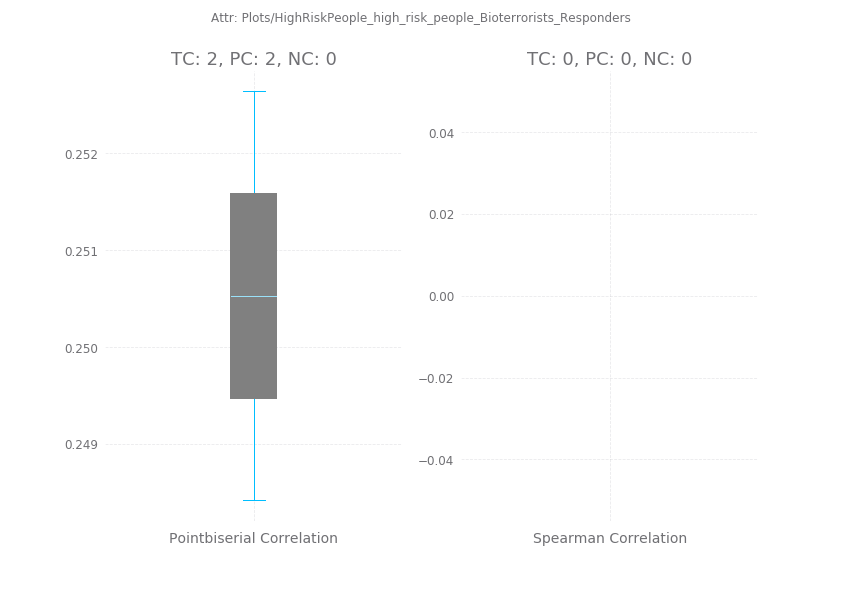 Attr: Plots/HighRiskPeople_high_risk_people_Bioterrorists_Responders
TC: 2, PC: 2, NC: 0
0.252
0.251
0.250
0.249
Pointbiserial Correlation
TC: 0, PC: 0, NC: 0
0.04
0.02
0.00
−0.02
−0.04
Spearman Correlation